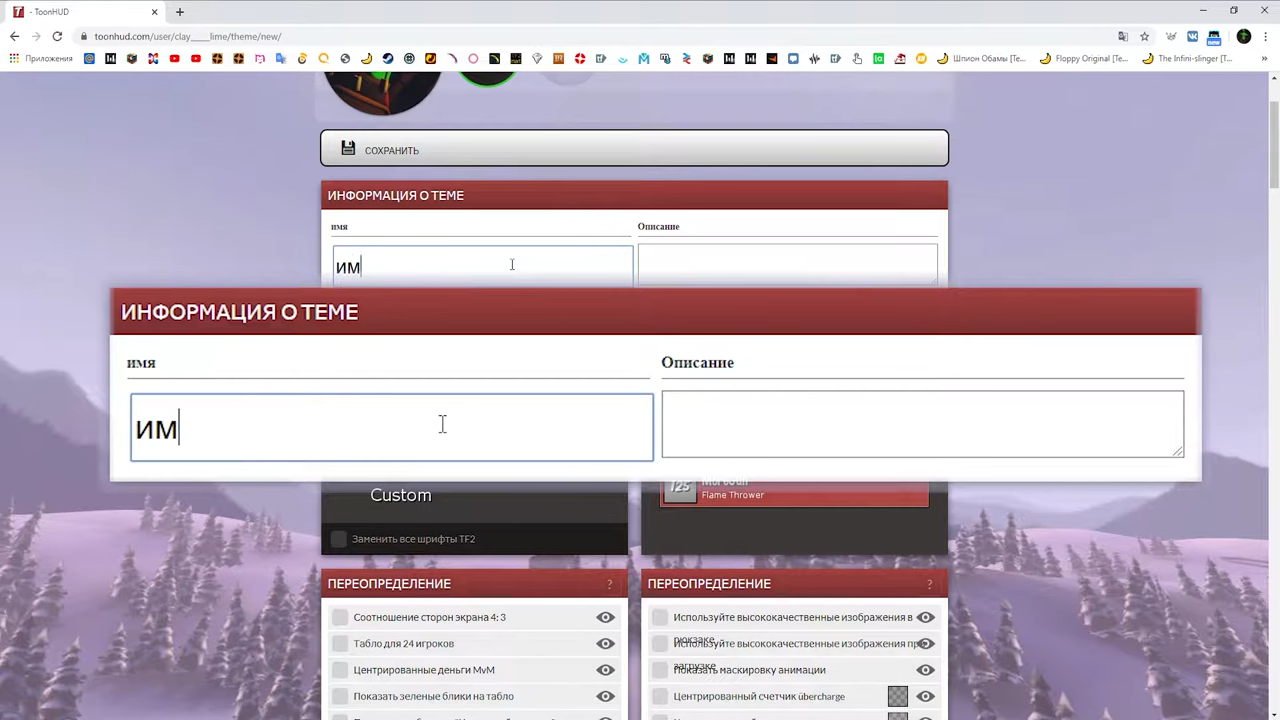 - ToonHUD
toonhud.com/user/clay____lime/theme/new/
Приложения
Шпион Обамы [Te...
Floppy Original [Te...
The Infini-slinger [T...
СОХРАНИТЬ
ИНФОРМАЦИЯ О ТЕМЕ
имя
Описание
им
ИНФОРМАЦИЯ О ТЕМЕ
имя
Описание
им
Custom
125
Flame Thrower
Заменить все шрифты TF2
ПЕРЕОПРЕДЕЛЕНИЕ ?
ПЕРЕОПРЕДЕЛЕНИЕ ?
Соотношение сторон экрана 4: 3
Используйте высококачественные изображения в
рюкзаке
Табло для 24 игроков
Используйте высококачественные изображения пр
загрузке
Центрированные деньги MvM
Показать маскировку анимации
Показать зеленые блики на табло
Центрированный счетчик übercharge